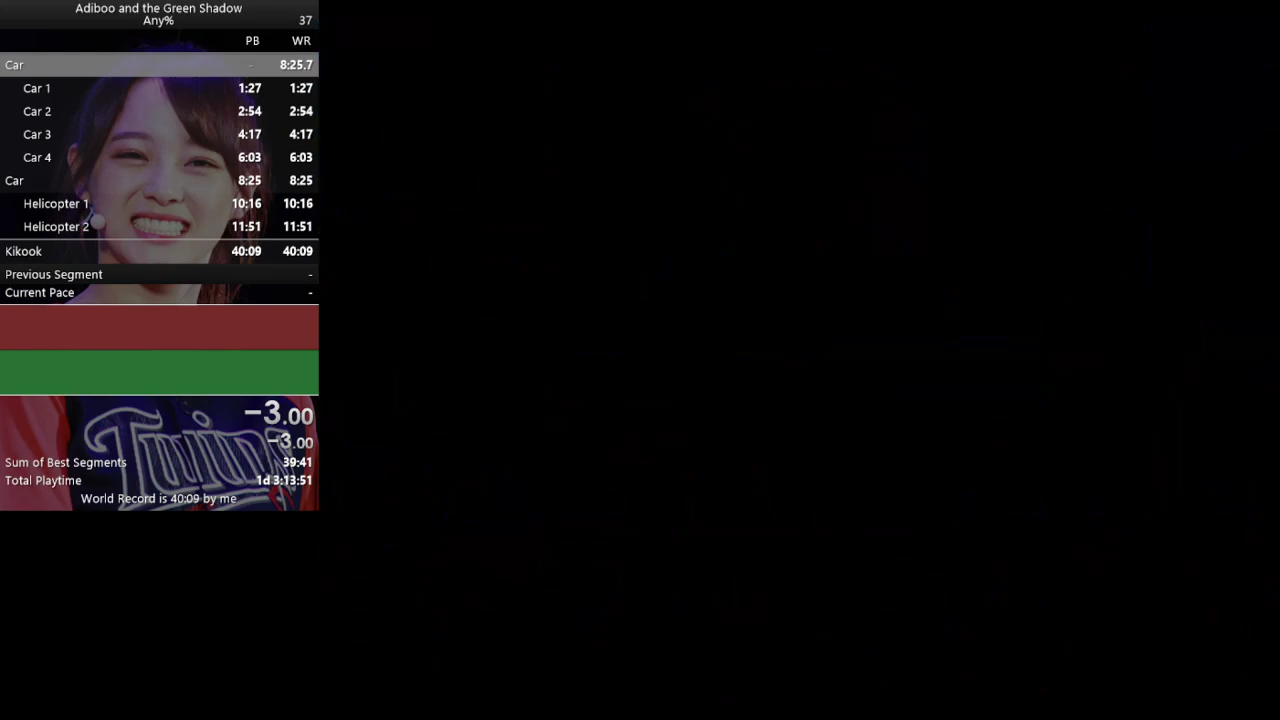 Adiboo and the Green Shadow
Any% 37
PB WR
Car - 8:25.7
Car 1 1:27 1:27
Car 2 2:54 2:54
Car 3 4:17 4:17
Car 4 6:03 6:03
Car 8:25 8:25
Helicopter 1 10:16 10:16
Helicopter 2 11:51 11:51
Kikook 40:09 40:09
Previous Segment -
Current Pace -
−3.00
−3.00
Twins
Sum of Best Segments 39:41
Total Playtime 1d 3:13:51
World Record is 40:09 by me